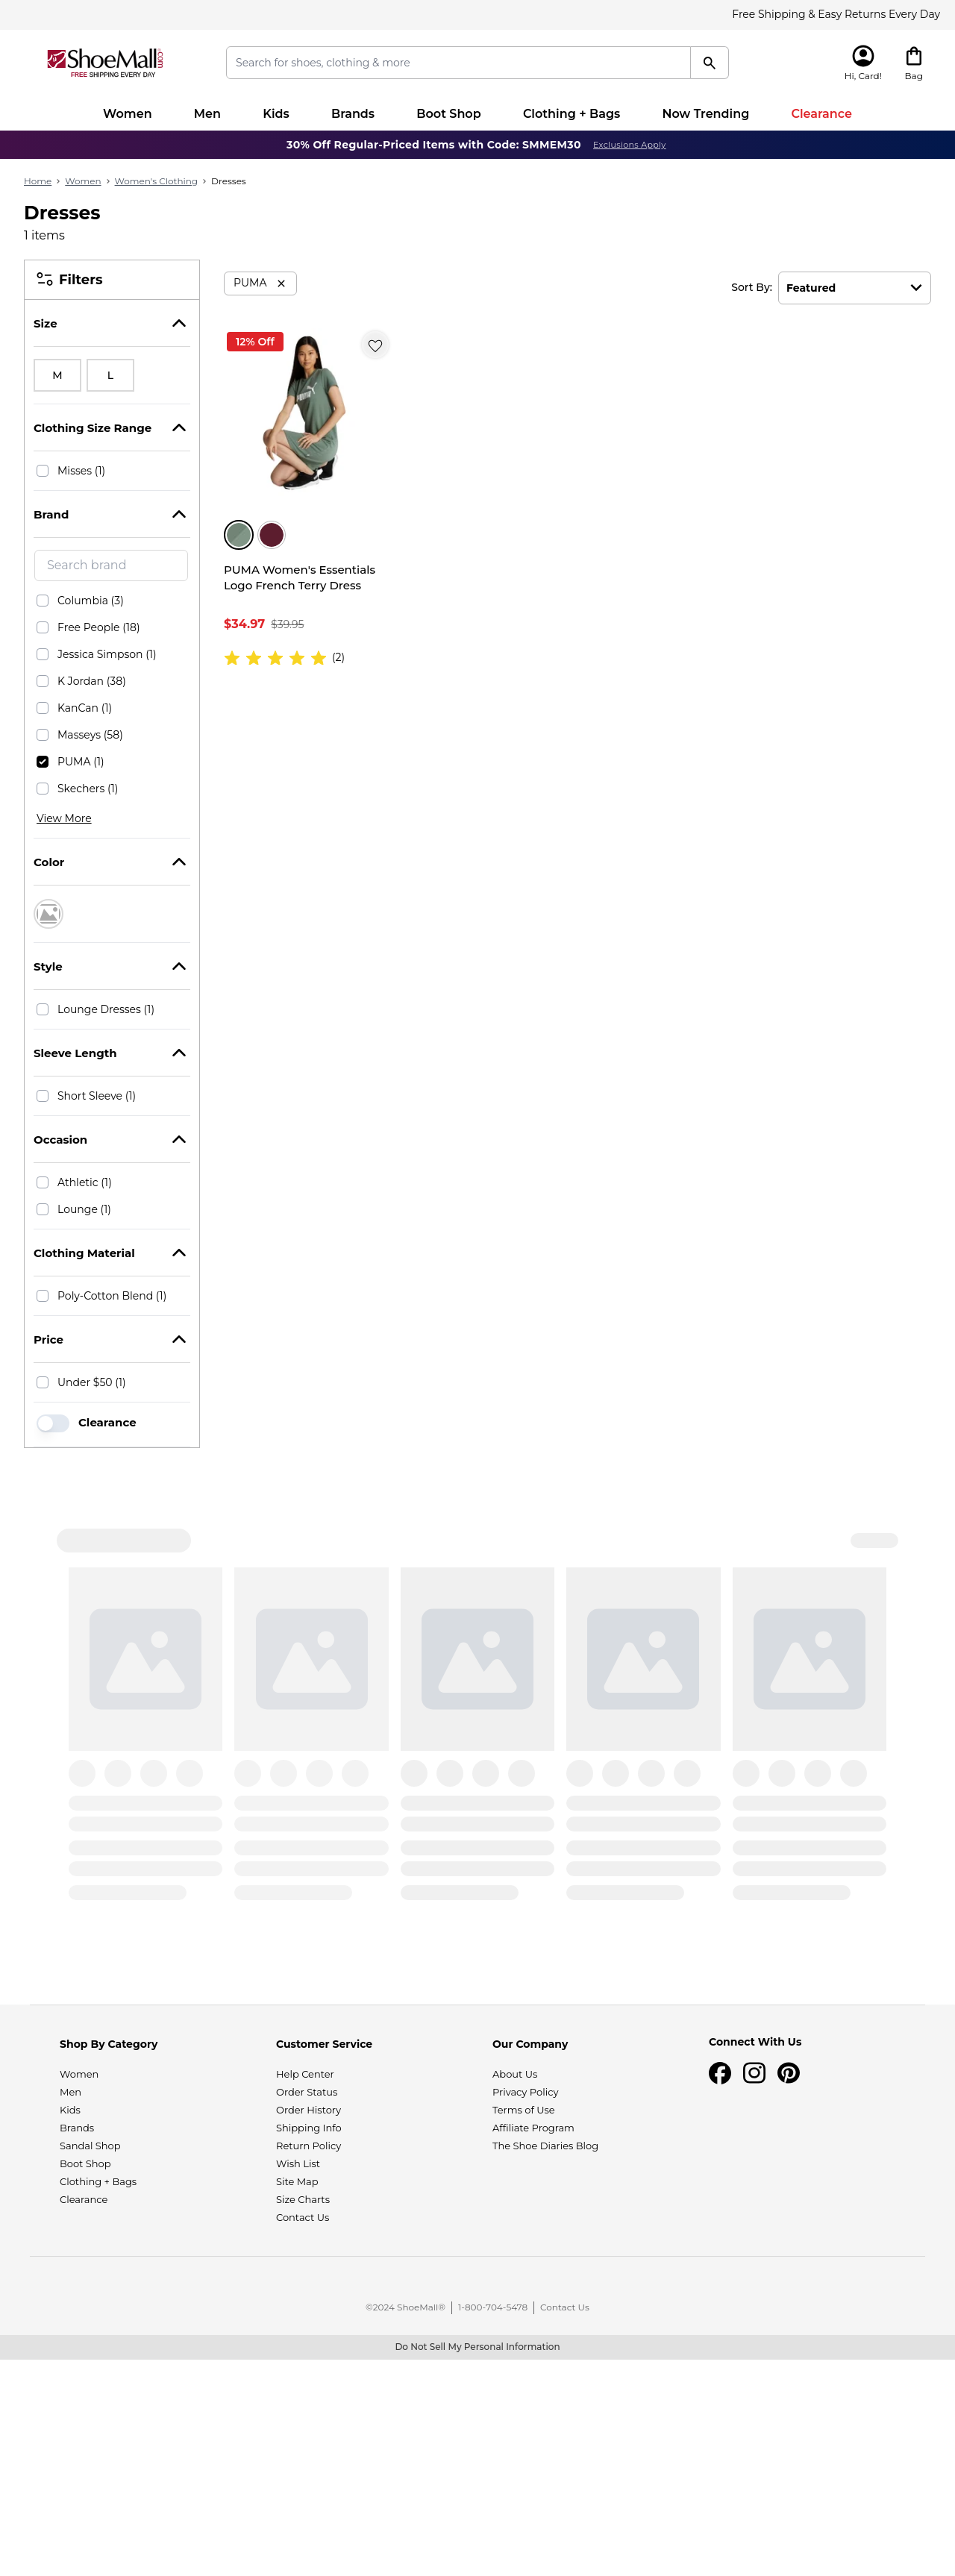 Free Shipping & Easy Returns Every Day
ShoeMall.com
FREE SHIPPING EVERY DAY
Search for shoes, clothing & more
Hi, Card!
Bag
Women
Men
Kids
Brands
Boot Shop
Clothing + Bags
Now Trending
Clearance
30% Off Regular-Priced Items with Code: SMMEM30
Exclusions Apply
Home > Women > Women's Clothing > Dresses
Dresses
1 items
Filters
Size
M
L
Clothing Size Range
Misses (1)
Brand
Search brand
Columbia (3)
Free People (18)
Jessica Simpson (1)
K Jordan (38)
KanCan (1)
Masseys (58)
PUMA (1)
Skechers (1)
View More
Color
Style
Lounge Dresses (1)
Sleeve Length
Short Sleeve (1)
Occasion
Athletic (1)
Lounge (1)
Clothing Material
Poly-Cotton Blend (1)
Price
Under $50 (1)
Clearance
PUMA
Sort By:
Featured
12% Off
PUMA
PUMA Women's Essentials
Logo French Terry Dress
$34.97 $39.95
(2)
Shop By Category
Women
Men
Kids
Brands
Sandal Shop
Boot Shop
Clothing + Bags
Clearance
Customer Service
Help Center
Order Status
Order History
Shipping Info
Return Policy
Wish List
Site Map
Size Charts
Contact Us
Our Company
About Us
Privacy Policy
Terms of Use
Affiliate Program
The Shoe Diaries Blog
Connect With Us
©2024 ShoeMall® | 1-800-704-5478 | Contact Us
Do Not Sell My Personal Information